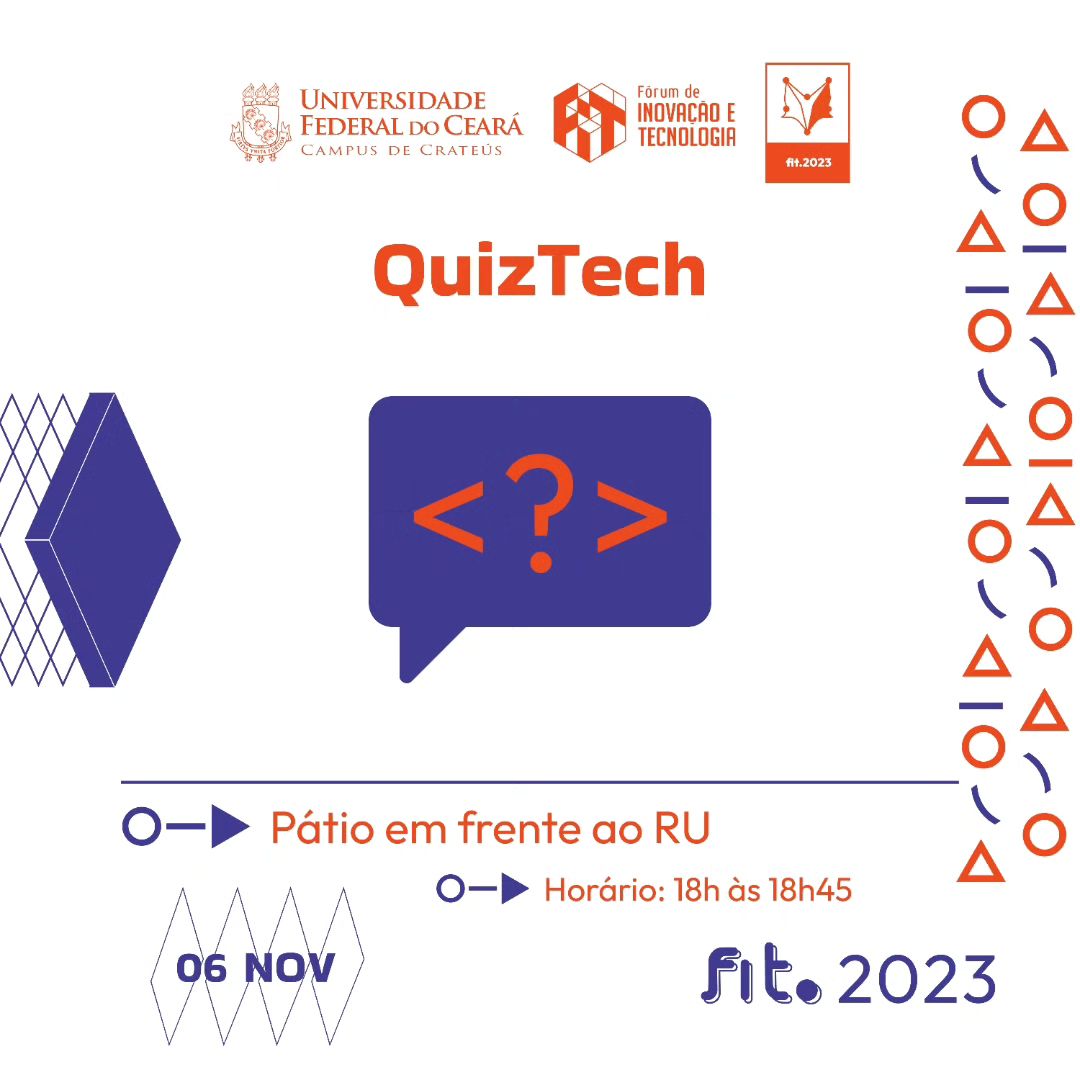 UNIVERSIDADE
FEDERAL DO CEARÁ
CAMPUS DE CRATEÚS
FIT
Fórum de
INOVAÇÃO E
TECNOLOGIA
fit.2023
QuizTech
<?>
Pátio em frente ao RU
Horário: 18h às 18h45
06 NOV
fit. 2023